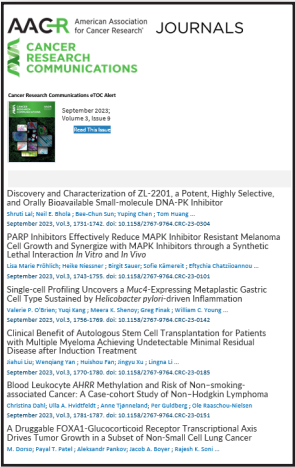 AACR American Association for Cancer Research® JOURNALS
CANCER
RESEARCH
COMMUNICATIONS
Cancer Research Communications eTOC Alert
September 2023;
Volume 3, Issue 9
Read This Issue
Discovery and Characterization of ZL-2201, a Potent, Highly Selective,
and Orally Bioavailable Small-molecule DNA-PK Inhibitor
Shruti Lal; Neil E. Bhola ; Bee-Chun Sun; Yuping Chen ; Tom Huang ...
September 2023, Vol.3, 1731-1742. doi: 10.1158/2767-9764.CRC-23-0304
PARP Inhibitors Effectively Reduce MAPK Inhibitor Resistant Melanoma
Cell Growth and Synergize with MAPK Inhibitors through a Synthetic
Lethal Interaction In Vitro and In Vivo
Lisa Marie Fröhlich; Heike Niessner ; Birgit Sauer; Sofie Kämereit ; Eftychia Chatziioannou ...
September 2023, Vol.3, 1743-1755. doi: 10.1158/2767-9764.CRC-23-0101
Single-cell Profiling Uncovers a Muc4-Expressing Metaplastic Gastric
Cell Type Sustained by Helicobacter pylori-driven Inflammation
Valerie P. O'Brien; Yuqi Kang ; Meera K. Shenoy; Greg Finak ; William C. Young ...
September 2023, Vol.3, 1756-1769. doi: 10.1158/2767-9764.CRC-23-0142
Clinical Benefit of Autologous Stem Cell Transplantation for Patients
with Multiple Myeloma Achieving Undetectable Minimal Residual
Disease after Induction Treatment
Jiahui Liu; Wenqiang Yan ; Huishou Fan; Jingyu Xu ; Lingna Li ...
September 2023, Vol.3, 1770-1780. doi: 10.1158/2767-9764.CRC-23-0185
Blood Leukocyte AHRR Methylation and Risk of Non–smoking-
associated Cancer: A Case-cohort Study of Non–Hodgkin Lymphoma
Christina Dahl; Ulla A. Hvidtfeldt ; Anne Tjønneland; Per Guldberg ; Ole Raaschou-Nielsen
September 2023, Vol.3, 1781-1787. doi: 10.1158/2767-9764.CRC-23-0151
A Druggable FOXA1-Glucocorticoid Receptor Transcriptional Axis
Drives Tumor Growth in a Subset of Non-Small Cell Lung Cancer
M. Dorso; Payal T. Patel ; Aleksandr Pankov; Jacob A. Boyer ; Rajesh K. Soni ...